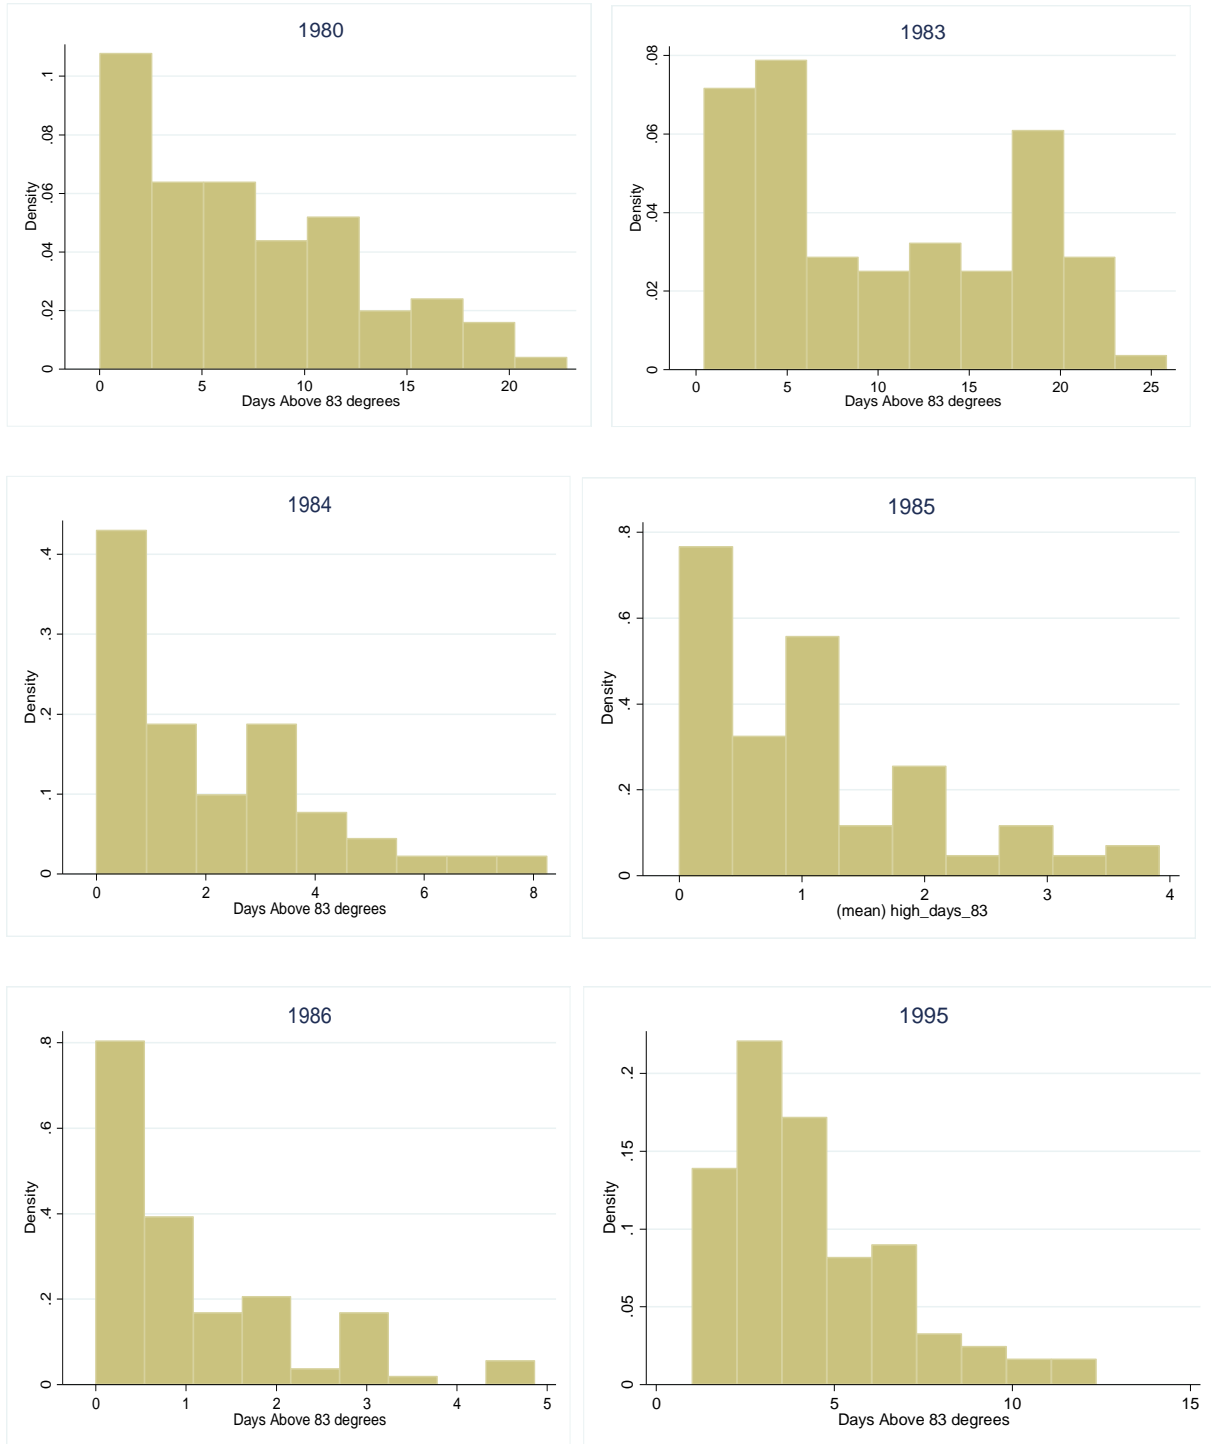 1980
Density
0 .02 .04 .06 .08 .1
0 5 10 15 20
Days Above 83 degrees
1983
Density
0 .02 .04 .06 .08
0 5 10 15 20 25
Days Above 83 degrees
1984
Density
0 .1 .2 .3 .4
0 2 4 6 8
Days Above 83 degrees
1985
Density
0 .2 .4 .6 .8
0 1 2 3 4
(mean) high_days_83
1986
Density
0 .2 .4 .6 .8
0 1 2 3 4 5
Days Above 83 degrees
1995
Density
0 .05 .1 .15 .2
0 5 10 15
Days Above 83 degrees